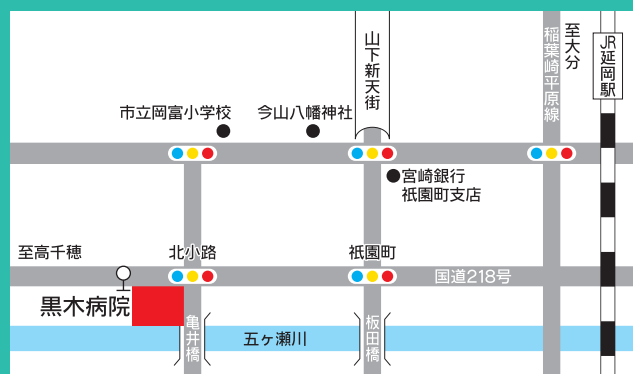 山下新天街
稲葉崎平原線
至大分
JR延岡駅
市立岡富小学校
今山八幡神社
宮崎銀行
祇園町支店
至高千穂
北小路
祇園町
国道218号
黒木病院
亀井橋
五ヶ瀬川
板田橋